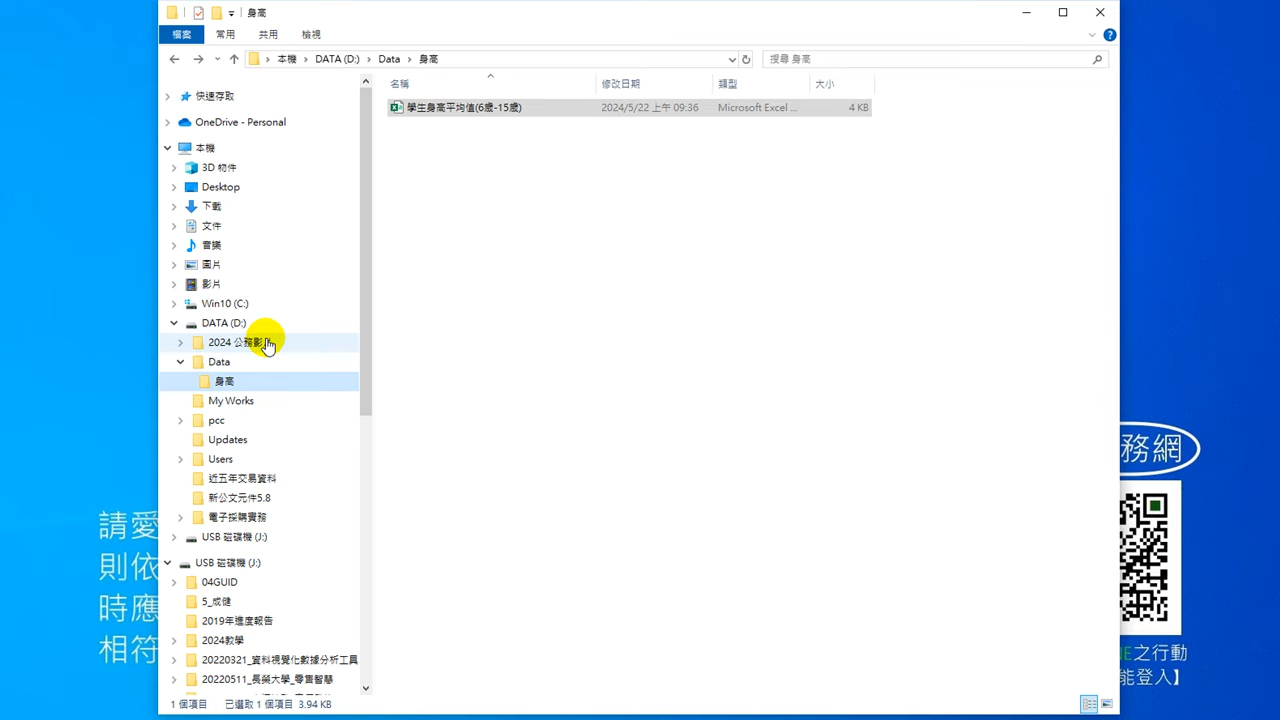 身高
檔案 常用 共用 檢視
本機 DATA (D:) Data 身高 搜尋 身高
名稱 修改日期 類型 大小
學生身高平均值(6歲-15歲) 2024/5/22 上午 09:36 Microsoft Excel ... 4 KB
快速存取
OneDrive - Personal
本機
3D 物件
Desktop
下載
文件
音樂
圖片
影片
Win10 (C:)
DATA (D:)
2024 公務影片
Data
身高
My Works
pcc
Updates
Users
近五年交易資料
新公文元件5.8
電子採購實務
USB 磁碟機 (J:)
USB 磁碟機 (J:)
04GUID
5_成健
2019年進度報告
2024教學
20220321_資料視覺化數據分析工具
20220511_長榮大學_零售智慧
1 個項目 已選取 1 個項目 3.94 KB
請愛
則依
時應
相符
務網
NE之行動
能登入】